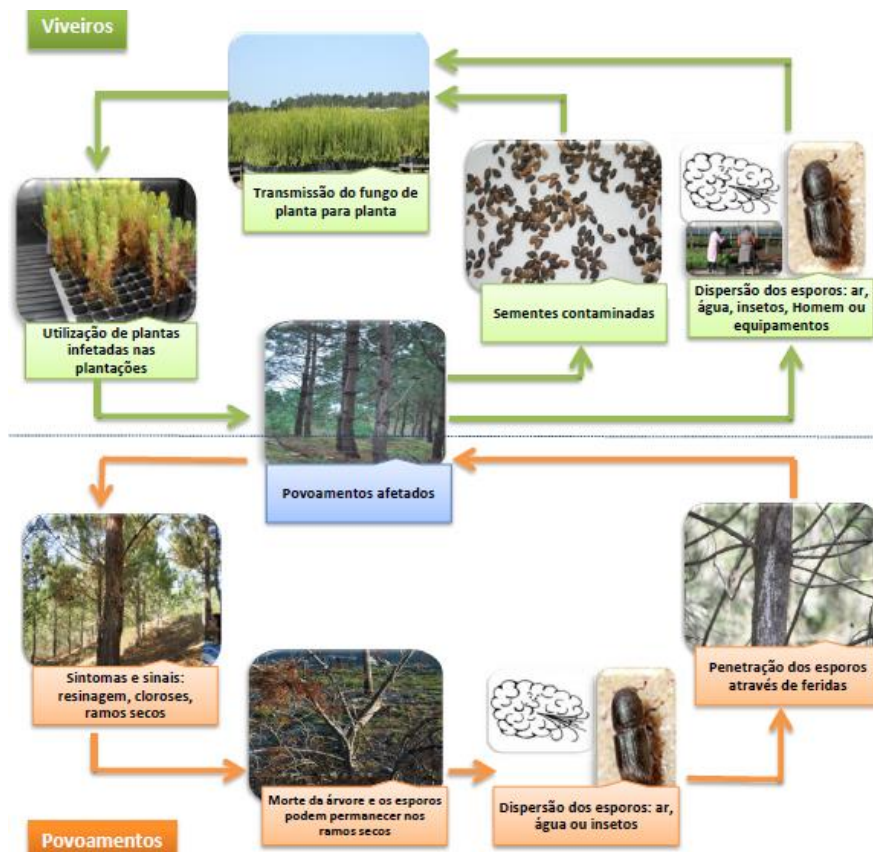 Viveiros
Transmissão do fungo de
planta para planta
Sementes contaminadas
Dispersão dos esporos: ar,
água, insetos, Homem ou
equipamentos
Utilização de plantas
infetadas nas
plantações
Povoamentos afetados
Sintomas e sinais:
resinagem, cloroses,
ramos secos
Morte da árvore e os esporos
podem permanecer nos
ramos secos
Dispersão dos esporos: ar,
água ou insetos
Penetração dos esporos
através de feridas
Povoamentos